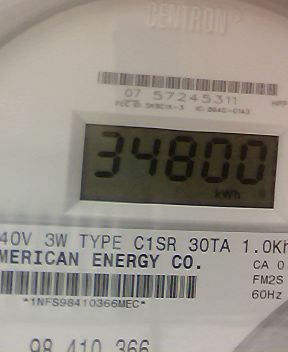 CENTRON
07 57245311
34800
kWh
40V 3W TYPE C1SR 30TA 1.0Kh
MERICAN ENERGY CO.
CA 0
FM2S
60Hz
*1NFS98410366MEC*
98 410 366